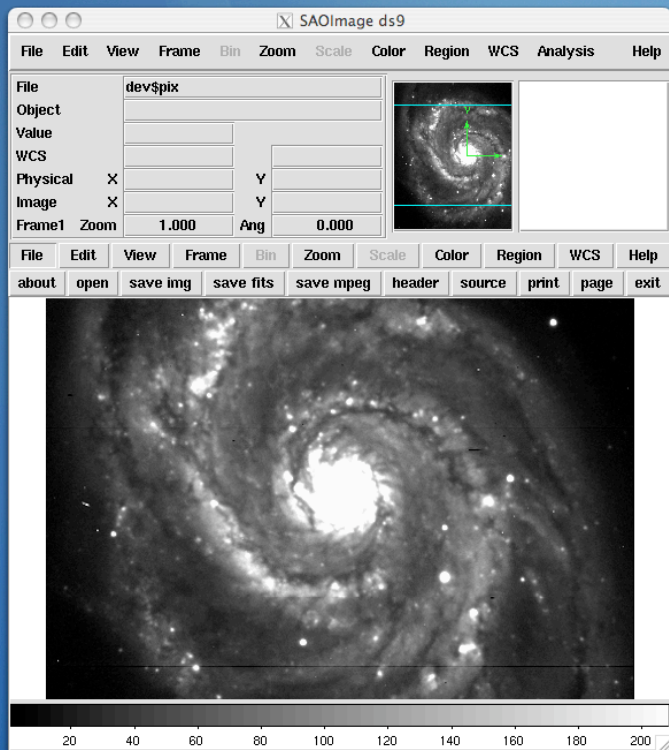 SAOImage ds9
File Edit View Frame Bin Zoom Scale Color Region WCS Analysis Help
File dev$pix
Object
Value
WCS
Physical X Y
Image X Y
Frame1 Zoom 1.000 Ang 0.000
Y
File Edit View Frame Bin Zoom Scale Color Region WCS Help
about open save img save fits save mpeg header source print page exit
20 40 60 80 100 120 140 160 180 200